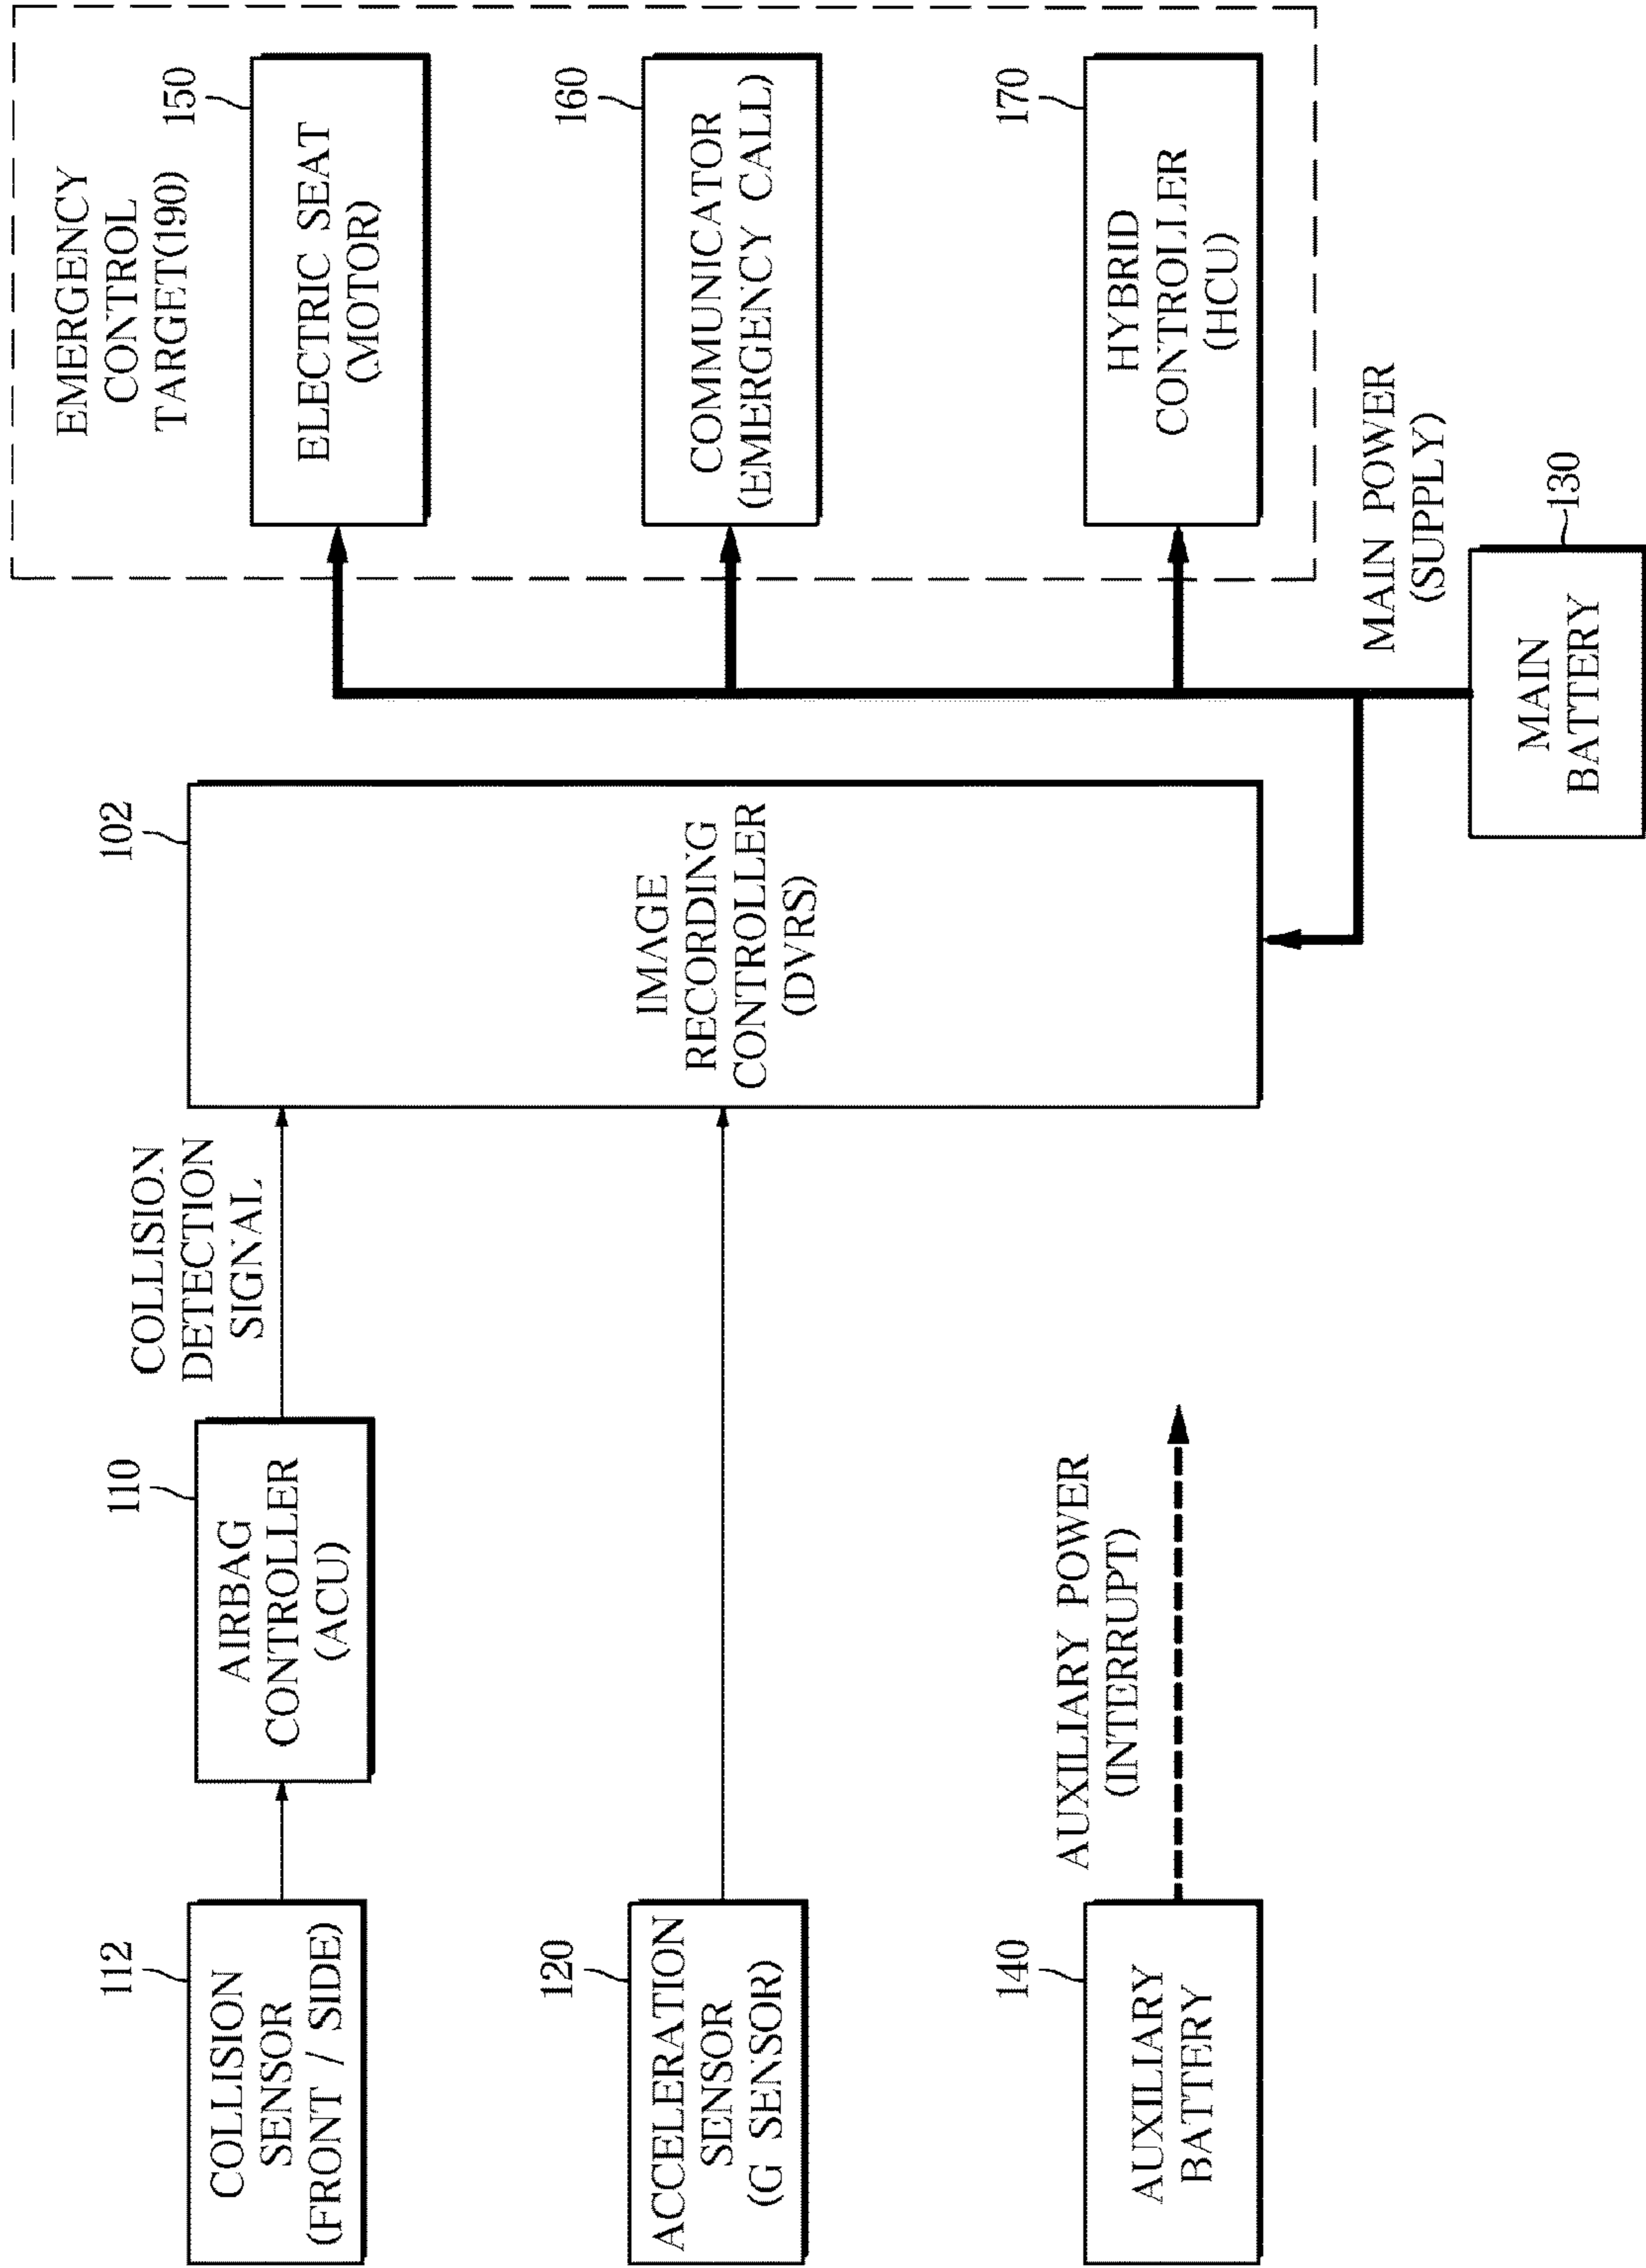 EMERGENCY
CONTROL
TARGET(190)
112
COLLISION
SENSOR
(FRONT / SIDE)
110
AIRBAG
CONTROLLER
(ACU)
COLLISION
DETECTION
SIGNAL
102
IMAGE
RECORDING
CONTROLLER
(DVRS)
150
ELECTRIC SEAT
(MOTOR)
120
ACCELERATION
SENSOR
(G SENSOR)
160
COMMUNICATOR
(EMERGENCY CALL)
140
AUXILIARY
BATTERY
AUXILIARY POWER
(INTERRUPT)
170
HYBRID
CONTROLLER
(HCU)
MAIN POWER
(SUPPLY)
MAIN
BATTERY
130